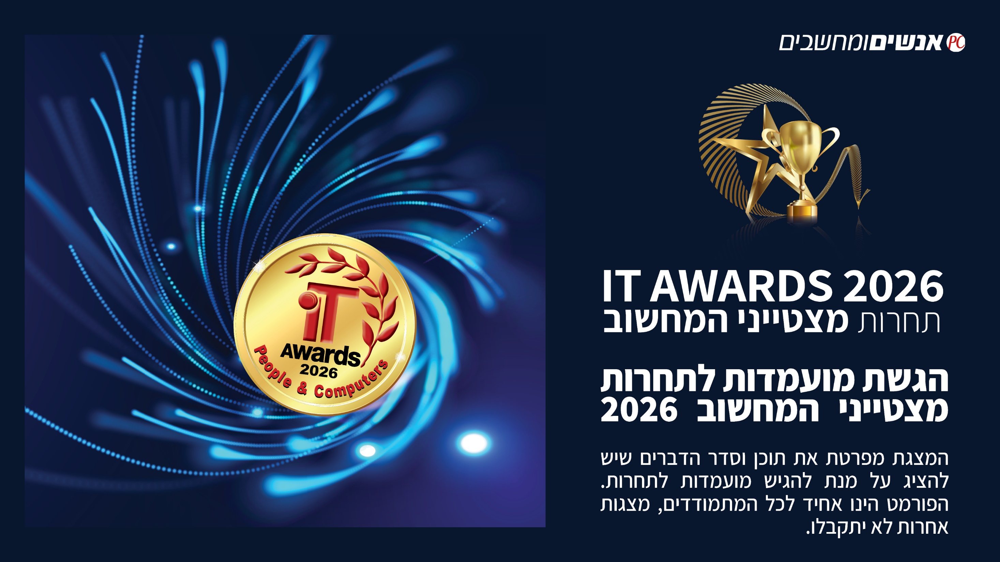 PC אנשיםומחשבים
IT AWARDS 2026
תחרות מצטייני המחשוב
הגשת מועמדות לתחרות
מצטייני המחשוב 2026
המצגת מפרטת את תוכן וסדר הדברים שיש
להציג על מנת להגיש מועמדות לתחרות.
הפורמט הינו אחיד לכל המתמודדים, מצגות
אחרות לא יתקבלו.
iT
Awards
2026
People & Computers